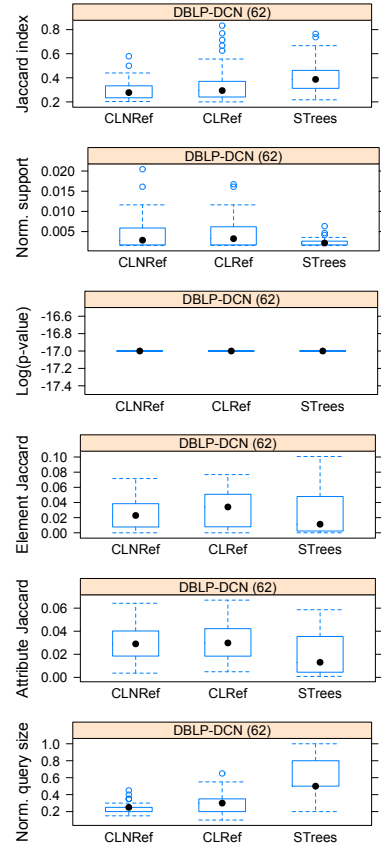 DBLP-DCN (62)
Jaccard index
0.8
0.6
0.4
0.2
CLNRef CLRef STrees
DBLP-DCN (62)
Norm. support
0.020
0.015
0.010
0.005
CLNRef CLRef STrees
DBLP-DCN (62)
Log(p-value)
-16.6
-16.8
-17.0
-17.2
-17.4
CLNRef CLRef STrees
DBLP-DCN (62)
Element Jaccard
0.10
0.08
0.06
0.04
0.02
0.00
CLNRef CLRef STrees
DBLP-DCN (62)
Attribute Jaccard
0.06
0.04
0.02
0.00
CLNRef CLRef STrees
DBLP-DCN (62)
Norm. query size
1.0
0.8
0.6
0.4
0.2
CLNRef CLRef STrees